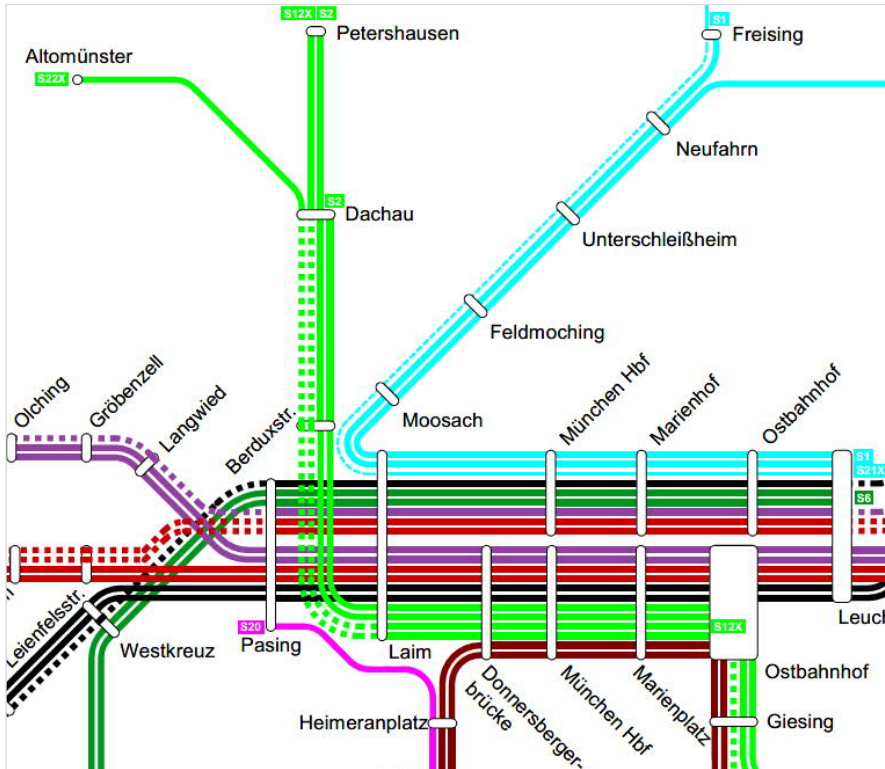 S12X S2
Petershausen
S1
Freising
Altomünster
S22X
Neufahrn
S2
Dachau
Unterschleißheim
Feldmoching
Olching
Gröbenzell
Langwied
Berduxstr.
Moosach
München Hbf
Marienhof
Ostbahnhof
S1
S21X
S6
Leienfelsstr.
Westkreuz
S20
Pasing
Laim
S12X
Leuch
Heimeranplatz
Donnersberger-
brücke
München Hbf
Marienplatz
Ostbahnhof
Giesing